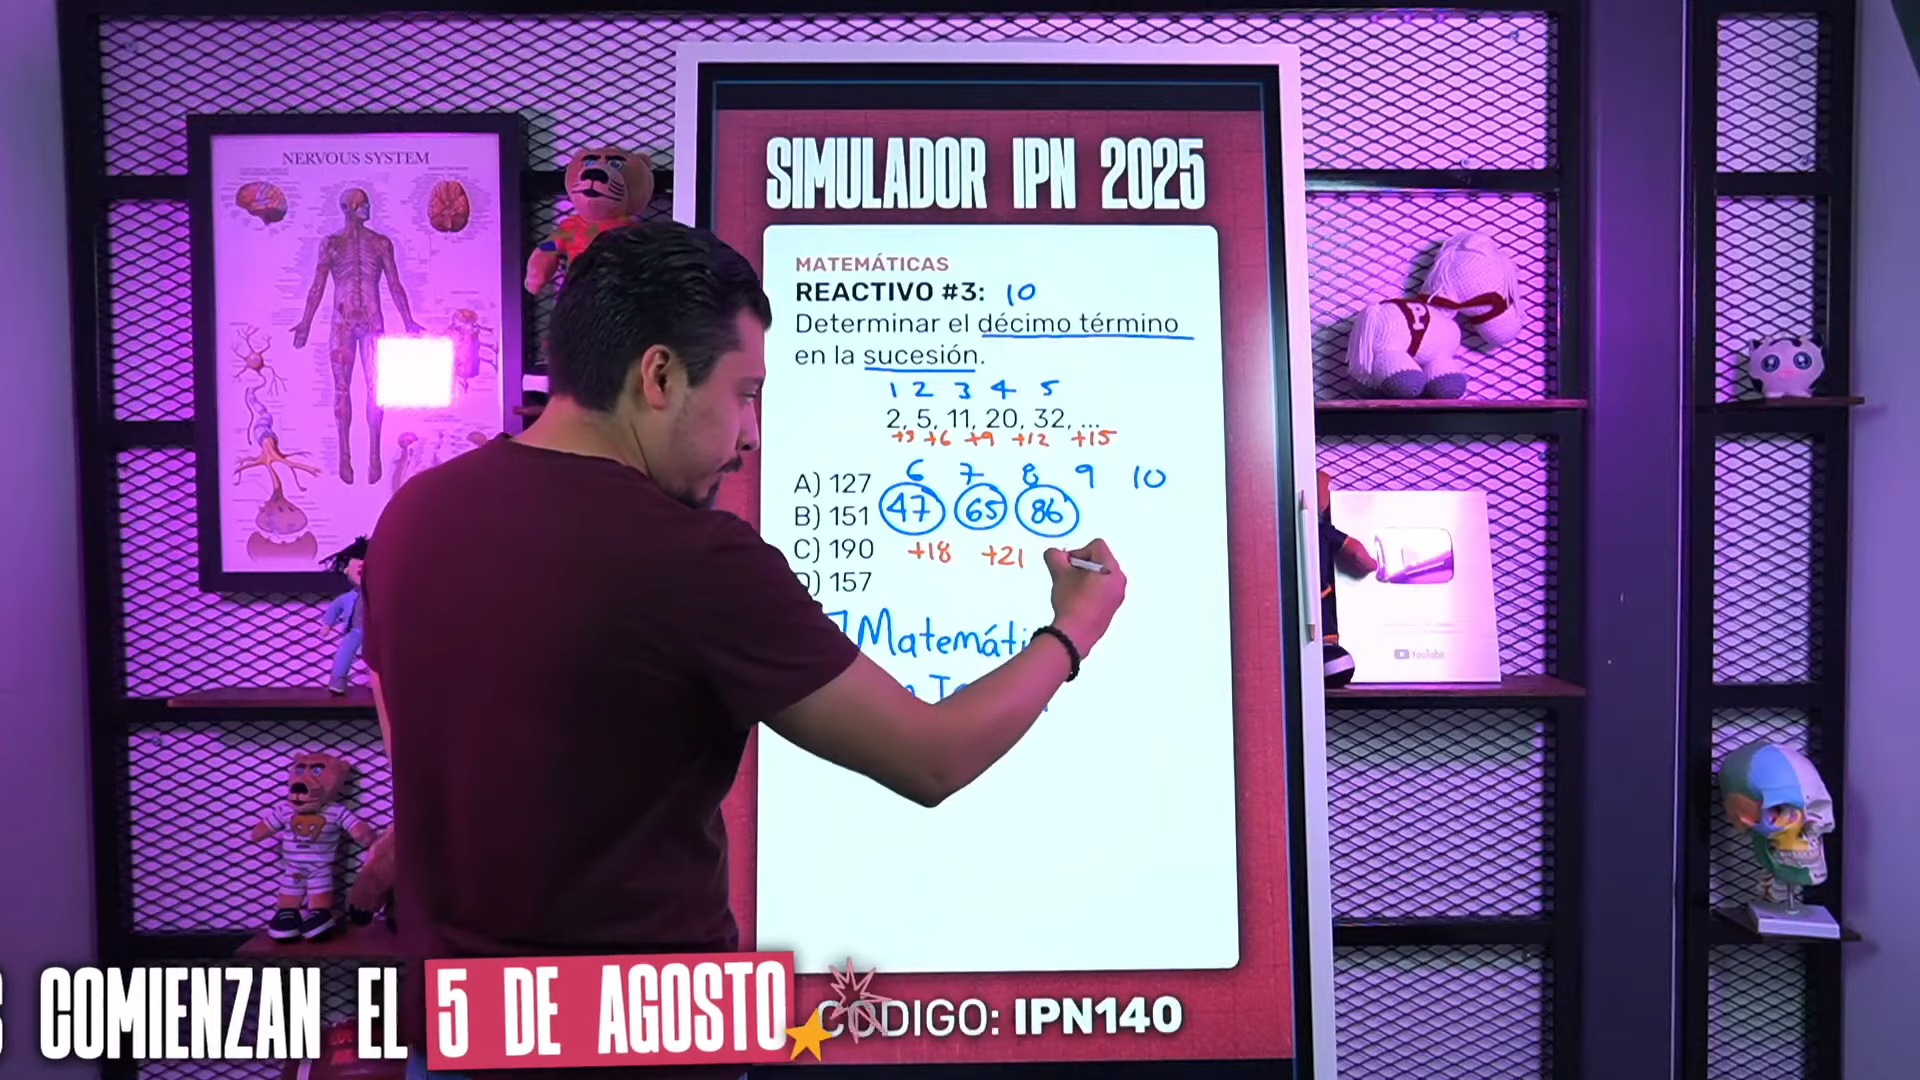 NERVOUS SYSTEM
SIMULADOR IPN 2025
MATEMÁTICAS
REACTIVO #3: 10
Determinar el décimo término
en la sucesión.
1 2 3 4 5
2, 5, 11, 20, 32, ...
+3 +6 +9 +12 +15
6 7 8 9 10
A) 127
47 65 86
B) 151
C) 190
+18 +21
D) 157
Matemáti
YouTube
COMIENZAN EL 5 DE AGOSTO
CÓDIGO: IPN140